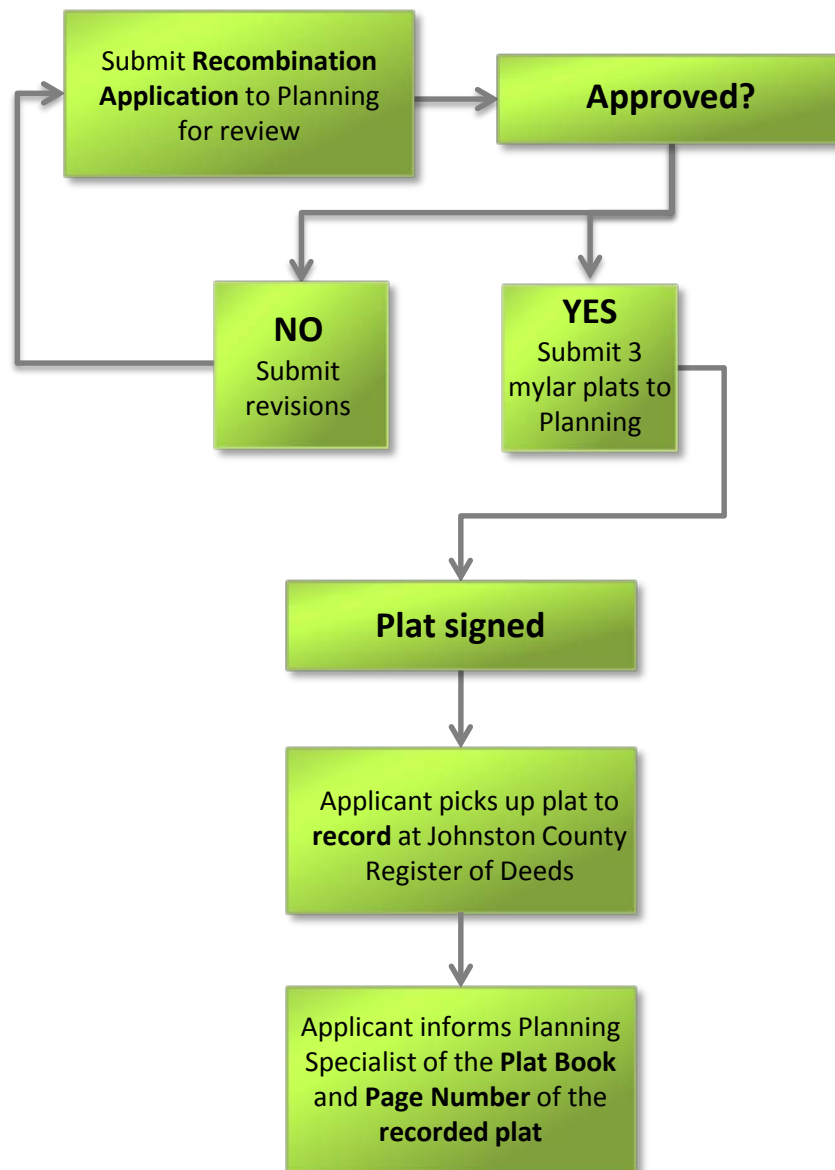 Submit Recombination
Application to Planning
for review
Approved?
NO
Submit
revisions
YES
Submit 3
mylar plats to
Planning
Plat signed
Applicant picks up plat to
record at Johnston County
Register of Deeds
Applicant informs Planning
Specialist of the Plat Book
and Page Number of the
recorded plat